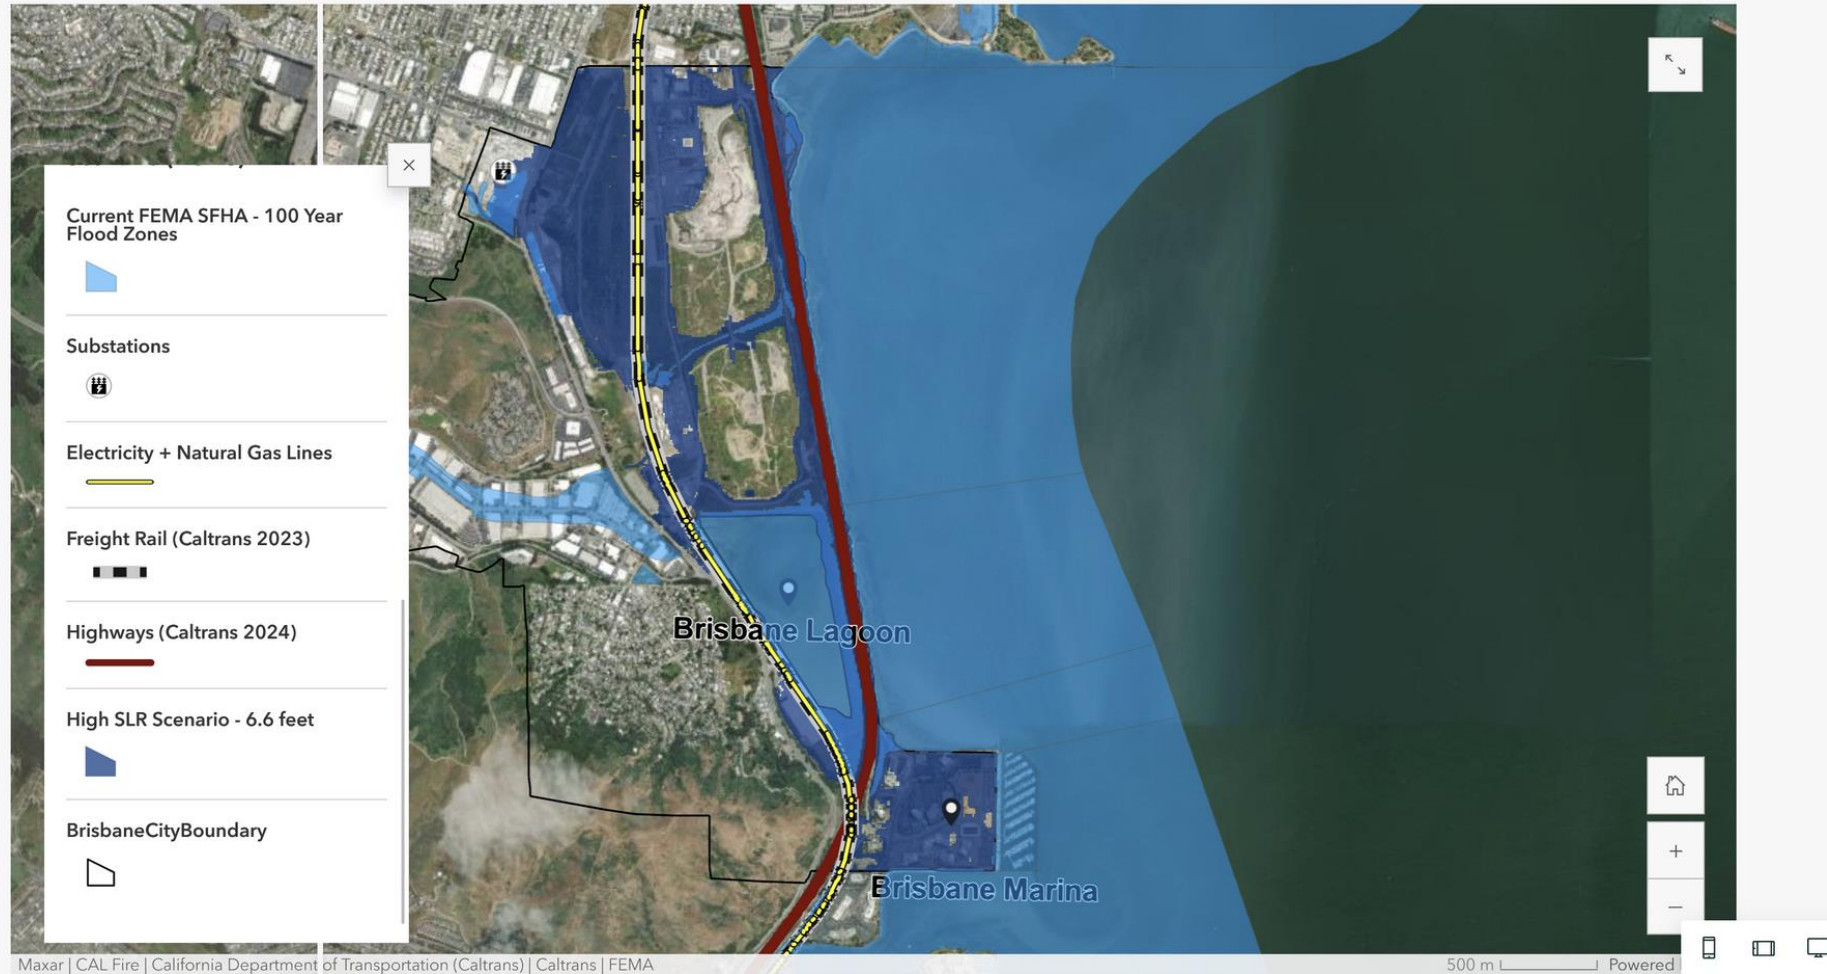 Current FEMA SFHA - 100 Year
Flood Zones
Substations
Electricity + Natural Gas Lines
Freight Rail (Caltrans 2023)
Highways (Caltrans 2024)
High SLR Scenario - 6.6 feet
BrisbaneCityBoundary
Brisbane Lagoon
Brisbane Marina
Maxar | CAL Fire | California Department of Transportation (Caltrans) | Caltrans | FEMA
500 m
Powered